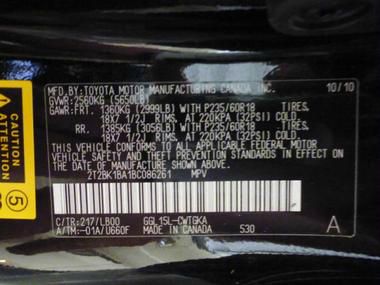 MFD.BY:TOYOTA MOTOR MANUFACTURING CANADA, INC. 10/10
GVWR:2560KG (5650LB)
GAWR:FRT. 1360KG (2999LB) WITH P235/60R18 TIRES.
18X7 1/2J RIMS, AT 220KPA (32PSI) COLD
RR. 1385KG (3056LB) WITH P235/60R18 TIRES.
18X7 1/2J RIMS, AT 220KPA (32PSI) COLD
THIS VEHICLE CONFORMS TO ALL APPLICABLE FEDERAL MOTOR
VEHICLE SAFETY AND THEFT PREVENTION STANDARDS IN
EFFECT ON THE DATE OF MANUFACTURE SHOWN ABOVE.
2T2BK1BA1BC086261 MPV
C/TR:217/LB00 GGL15L-CWTGKA
A/TM:-01A/U660F MADE IN CANADA 530 A
CAUTION
5